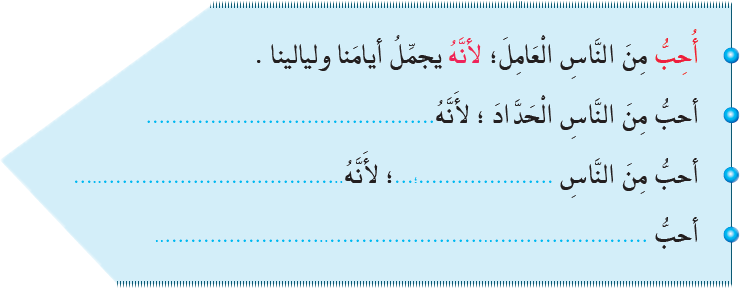 أُحِبُّ مِنَ النَّاسِ الْعَامِلَ؛ لأنَّهُ يجمِّلُ أيامَنا وليالينا .
أحبُّ مِنَ النَّاسِ الْحَدَّادَ ؛ لأَنَّهُ..........................................
أحبُّ مِنَ النَّاسِ ........................ ؛ لأَنَّهُ........................................
أحبُّ ..........................................................................